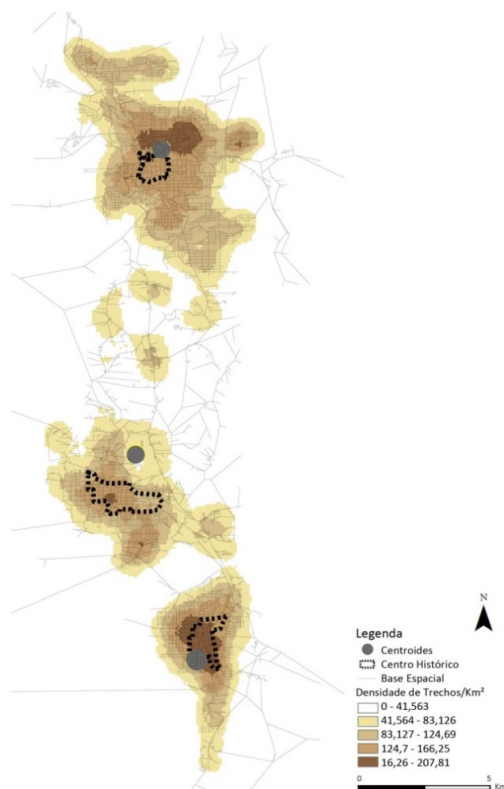 N
Legenda
Centroides
Centro Histórico
Base Espacial
Densidade de Trechos/Km²
0 - 41,563
41,564 - 83,126
83,127 - 124,69
124,7 - 166,25
16,26 - 207,81
0 5
Km